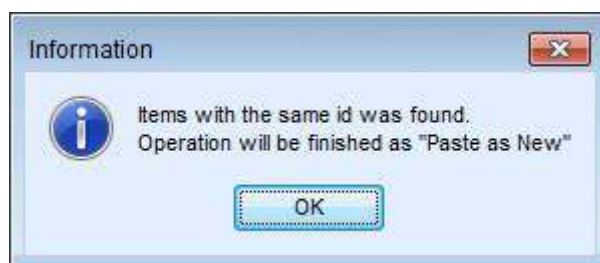 Information
Items with the same id was found.
Operation will be finished as "Paste as New"
OK